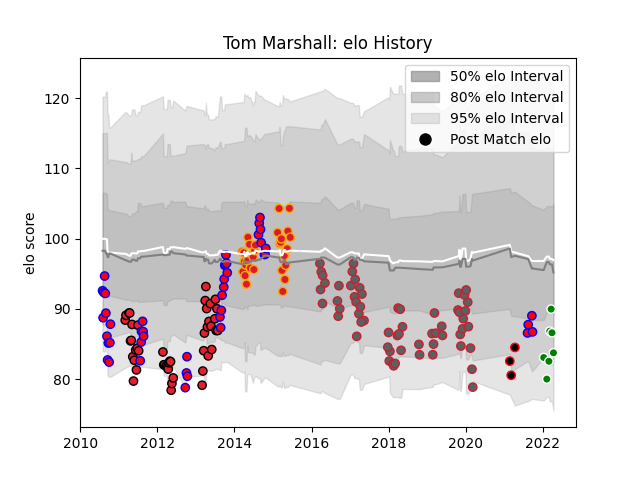 Tom Marshall: elo History
50% elo Interval
80% elo Interval
95% elo Interval
Post Match elo
elo score
120
110
100
90
80
2010 2012 2014 2016 2018 2020 2022